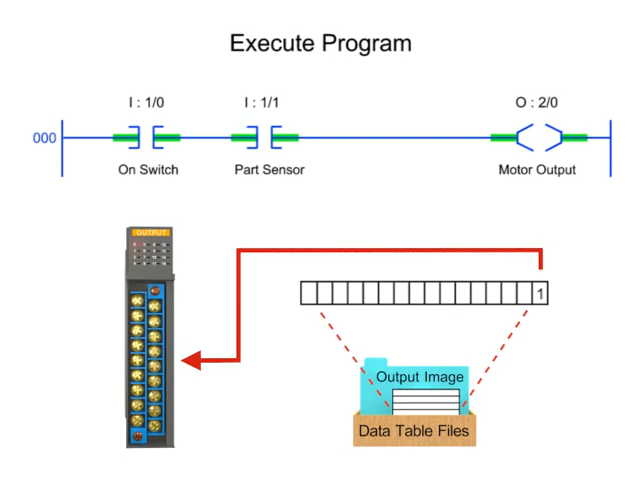 Execute Program
I : 1/0
I : 1/1
O : 2/0
000
On Switch
Part Sensor
Motor Output
OUTPUT
1
Output Image
Data Table Files